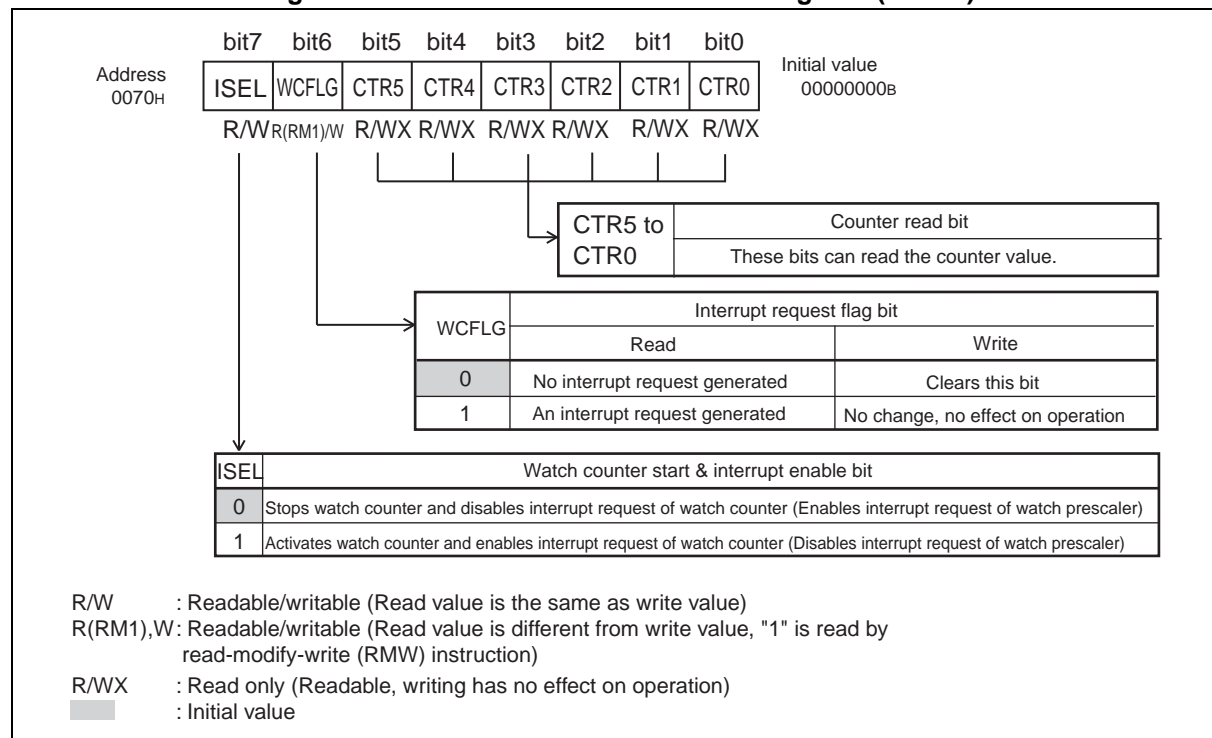 bit7 bit6 bit5 bit4 bit3 bit2 bit1 bit0
Address
0070H
ISEL WCFLG CTR5 CTR4 CTR3 CTR2 CTR1 CTR0
Initial value
00000000B
R/W R(RM1)/W R/WX R/WX R/WX R/WX R/WX R/WX
CTR5 to
CTR0
Counter read bit
These bits can read the counter value.
WCFLG
Interrupt request flag bit
Read Write
0 No interrupt request generated Clears this bit
1 An interrupt request generated No change, no effect on operation
ISEL Watch counter start & interrupt enable bit
0 Stops watch counter and disables interrupt request of watch counter (Enables interrupt request of watch prescaler)
1 Activates watch counter and enables interrupt request of watch counter (Disables interrupt request of watch prescaler)
R/W : Readable/writable (Read value is the same as write value)
R(RM1),W : Readable/writable (Read value is different from write value, "1" is read by
read-modify-write (RMW) instruction)
R/WX : Read only (Readable, writing has no effect on operation)
: Initial value